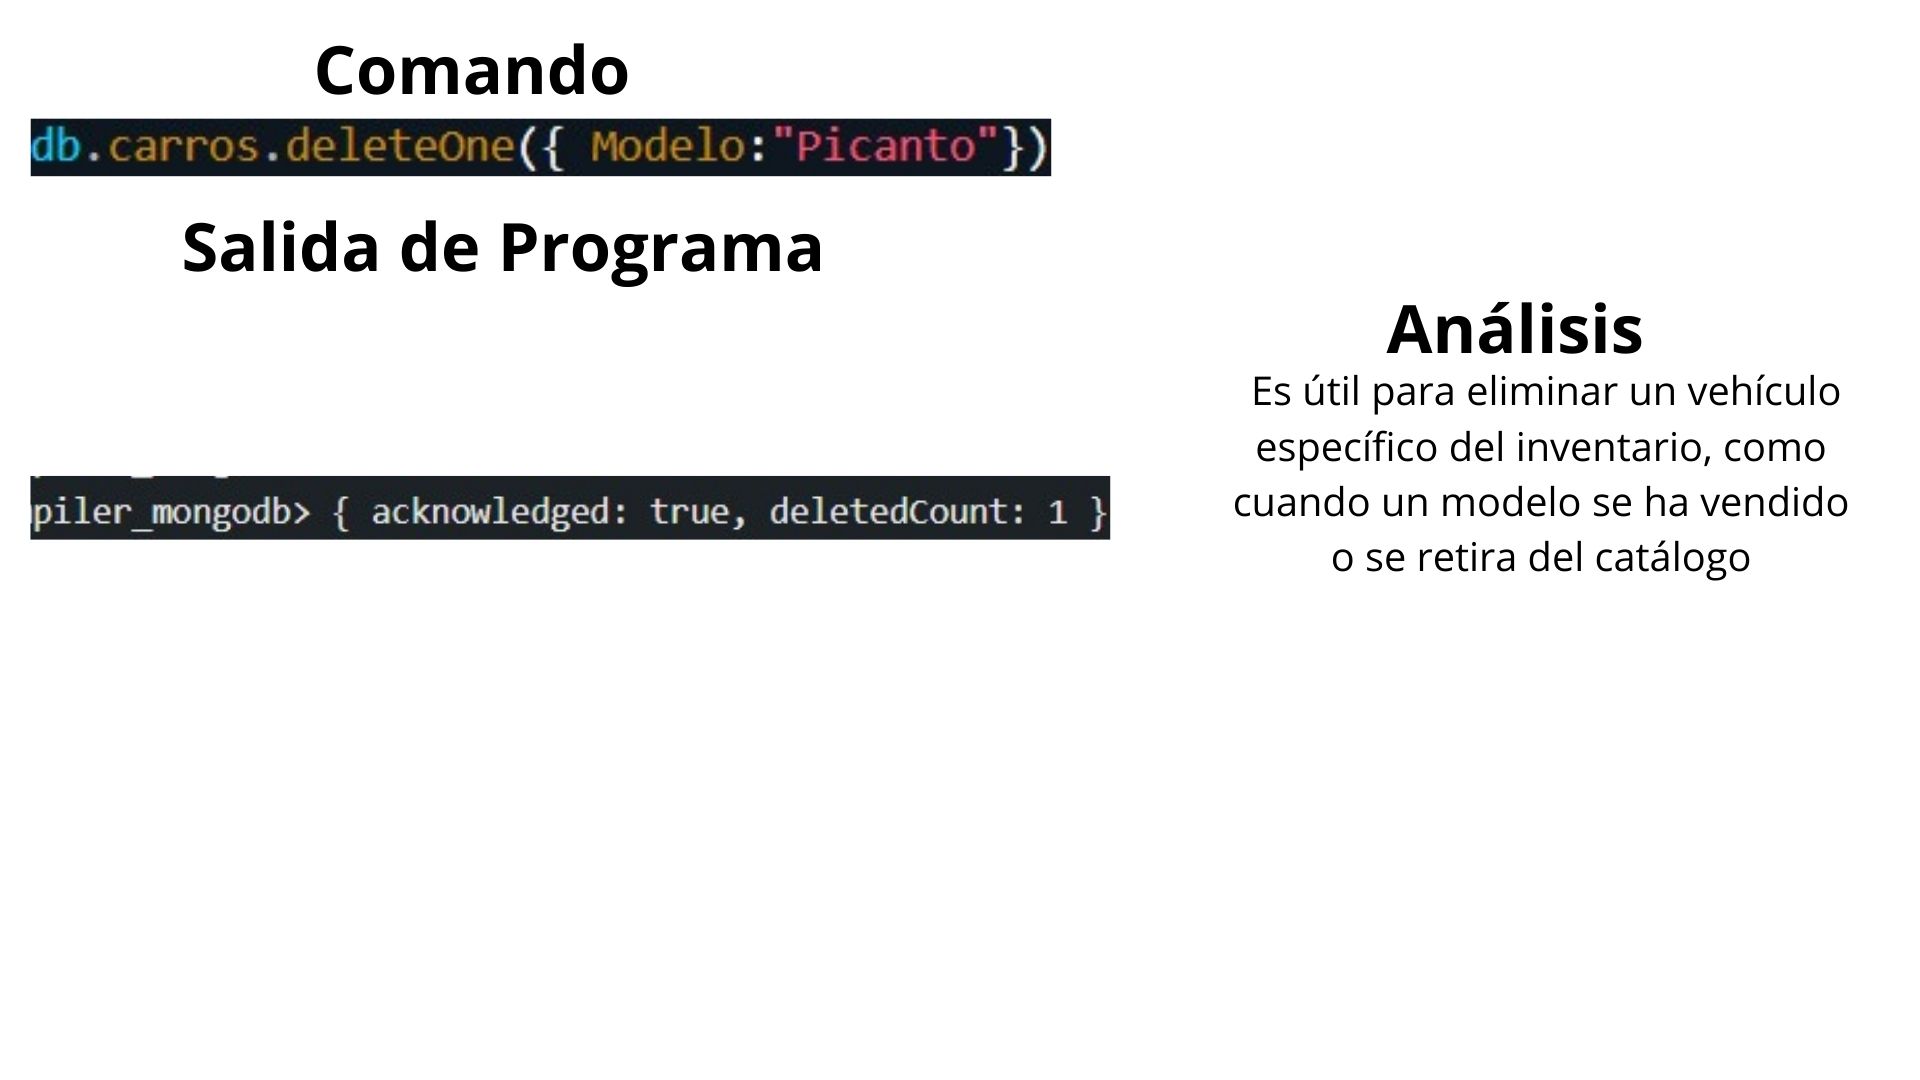 Comando
db.carros.deleteOne({ Modelo:"Picanto"})
Salida de Programa
piler_mongodb> { acknowledged: true, deletedCount: 1 }
Análisis
Es útil para eliminar un vehículo
específico del inventario, como
cuando un modelo se ha vendido
o se retira del catálogo